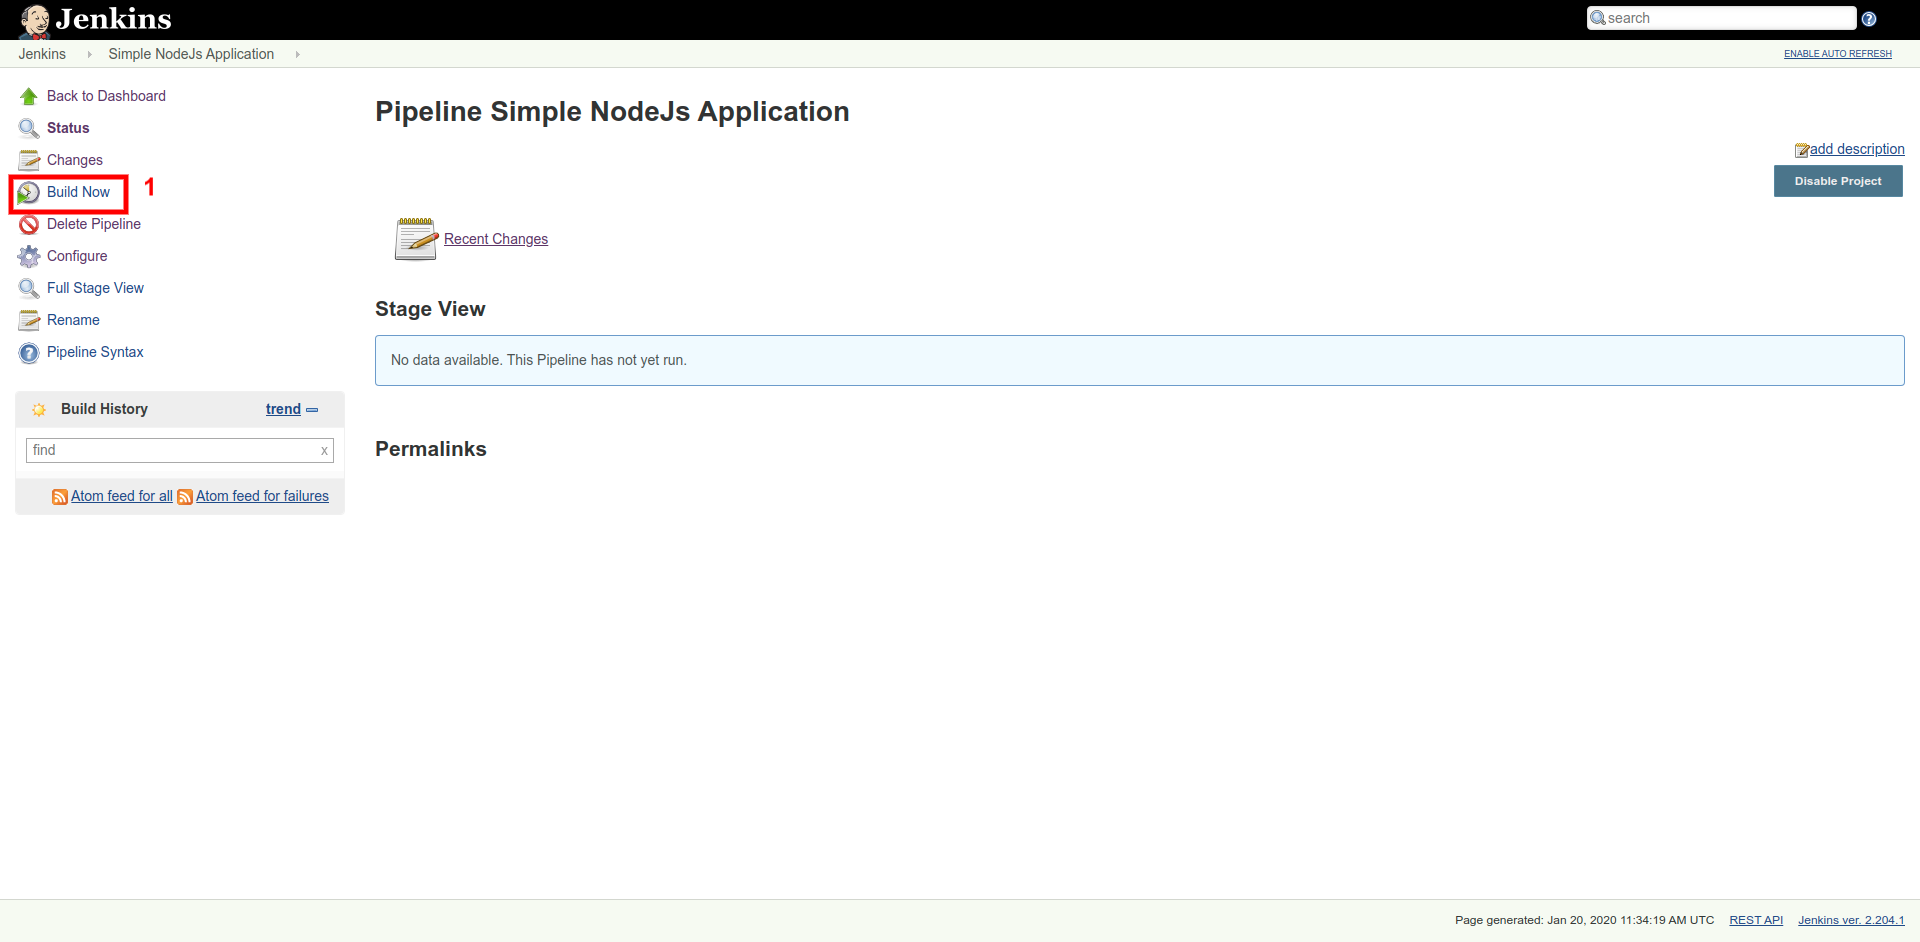 Jenkins
search
Jenkins Simple NodeJs Application
ENABLE AUTO REFRESH
Back to Dashboard
Status
Changes
Build Now 1
Delete Pipeline
Configure
Full Stage View
Rename
Pipeline Syntax
Build History trend
find x
Atom feed for all Atom feed for failures
Pipeline Simple NodeJs Application
add description
Disable Project
Recent Changes
Stage View
No data available. This Pipeline has not yet run.
Permalinks
Page generated: Jan 20, 2020 11:34:19 AM UTC REST API Jenkins ver. 2.204.1